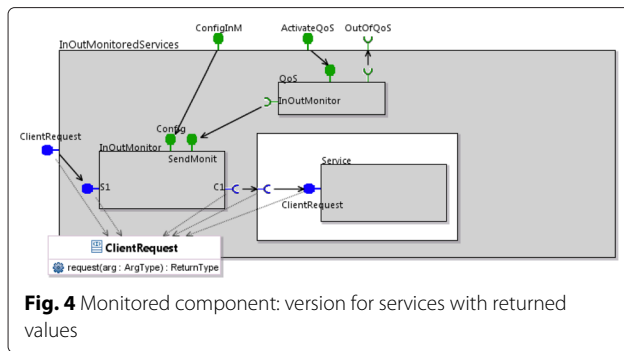 ConfigInM
ActivateQoS
OutOfQoS
InOutMonitoredServices
QoS
InOutMonitor
ClientRequest
Config
InOutMonitor
SendMonit
S1
C1
Service
ClientRequest
ClientRequest
request(arg : ArgType) : ReturnType
Fig. 4 Monitored component: version for services with returned
values